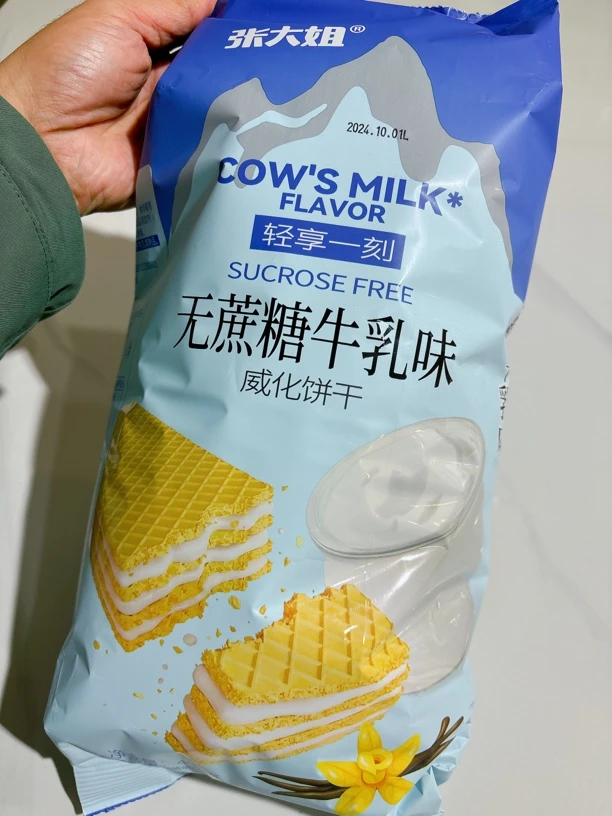 张大姐®
2024.10.01L
COW'S MILK*
FLAVOR
轻享一刻
SUCROSE FREE
无蔗糖牛乳味
威化饼干